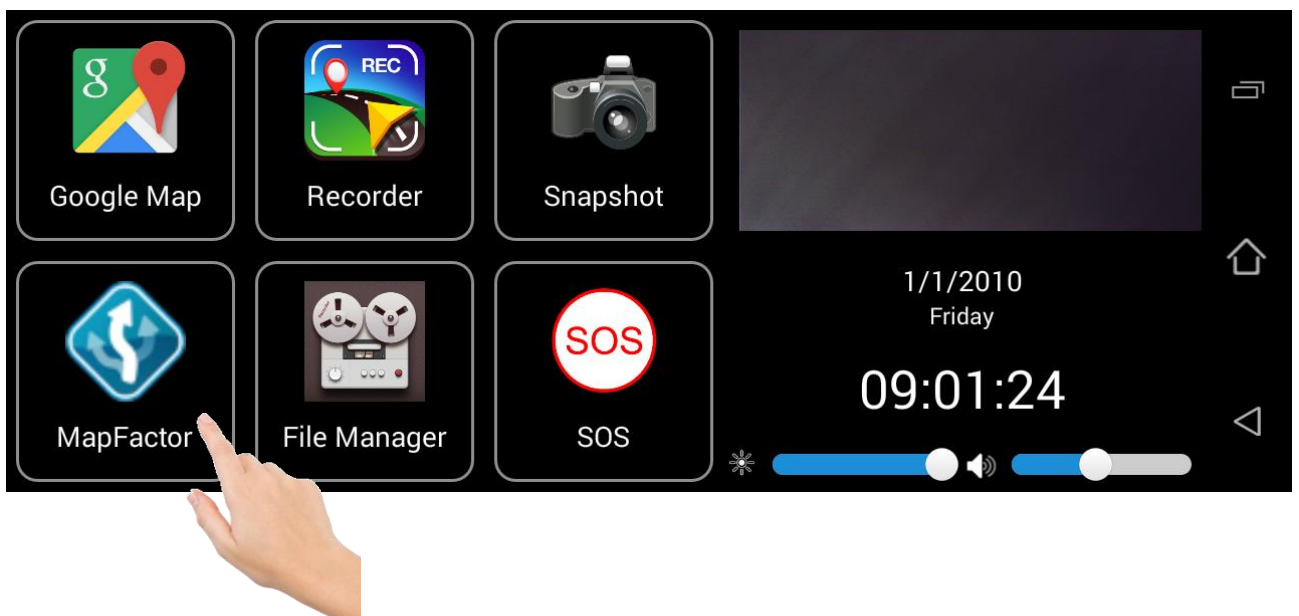 g
REC
Google Map
Recorder
Snapshot
MapFactor
File Manager
SOS
SOS
1/1/2010
Friday
09:01:24